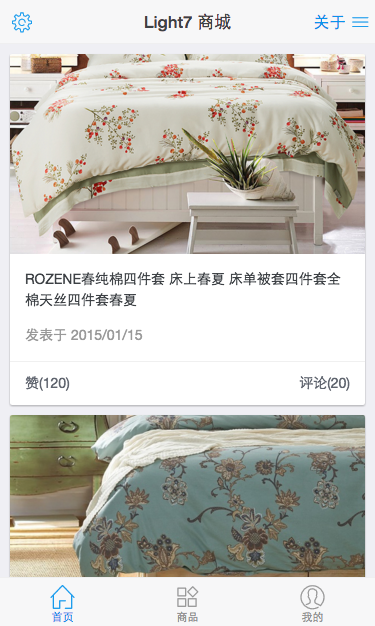 Light7 商城
关于
ROZENE春纯棉四件套 床上春夏 床单被套四件套全
棉天丝四件套春夏
发表于 2015/01/15
赞(120)
评论(20)
首页
商品
我的